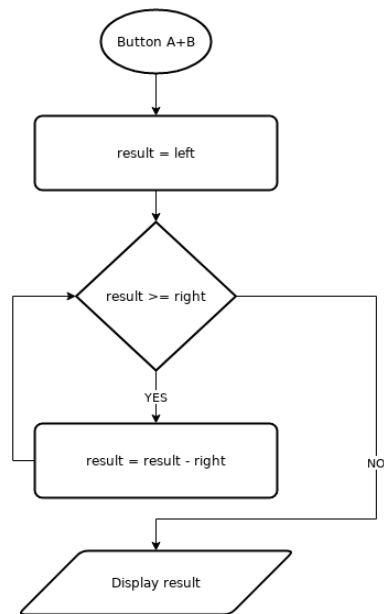 Button A+B
result = left
result >= right
YES
result = result - right
NO
Display result